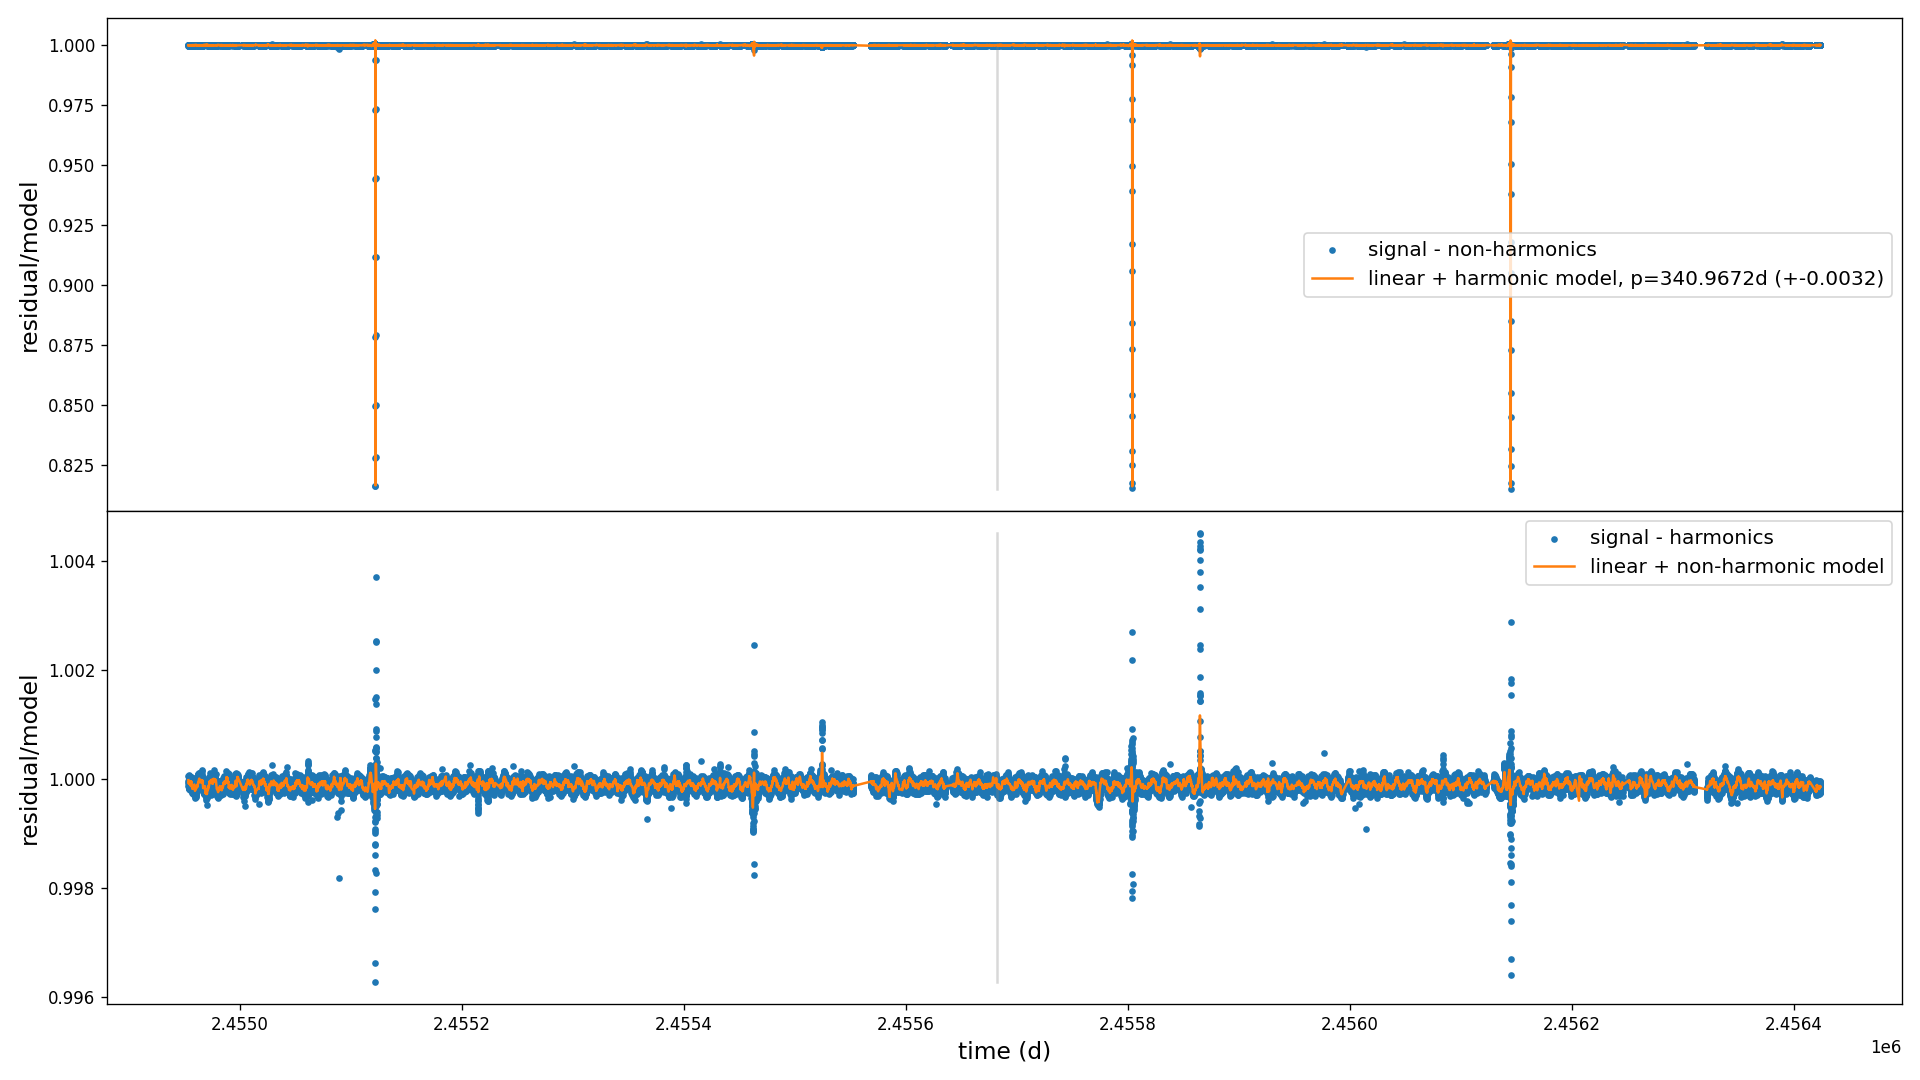 1.000
0.975
0.950
0.925
0.900
0.875
0.850
0.825
residual/model
signal - non-harmonics
linear + harmonic model, p=340.9672d (+-0.0032)
1.004
1.002
1.000
0.998
0.996
residual/model
signal - harmonics
linear + non-harmonic model
2.4550 2.4552 2.4554 2.4556 2.4558 2.4560 2.4562 2.4564
time (d)
1e6